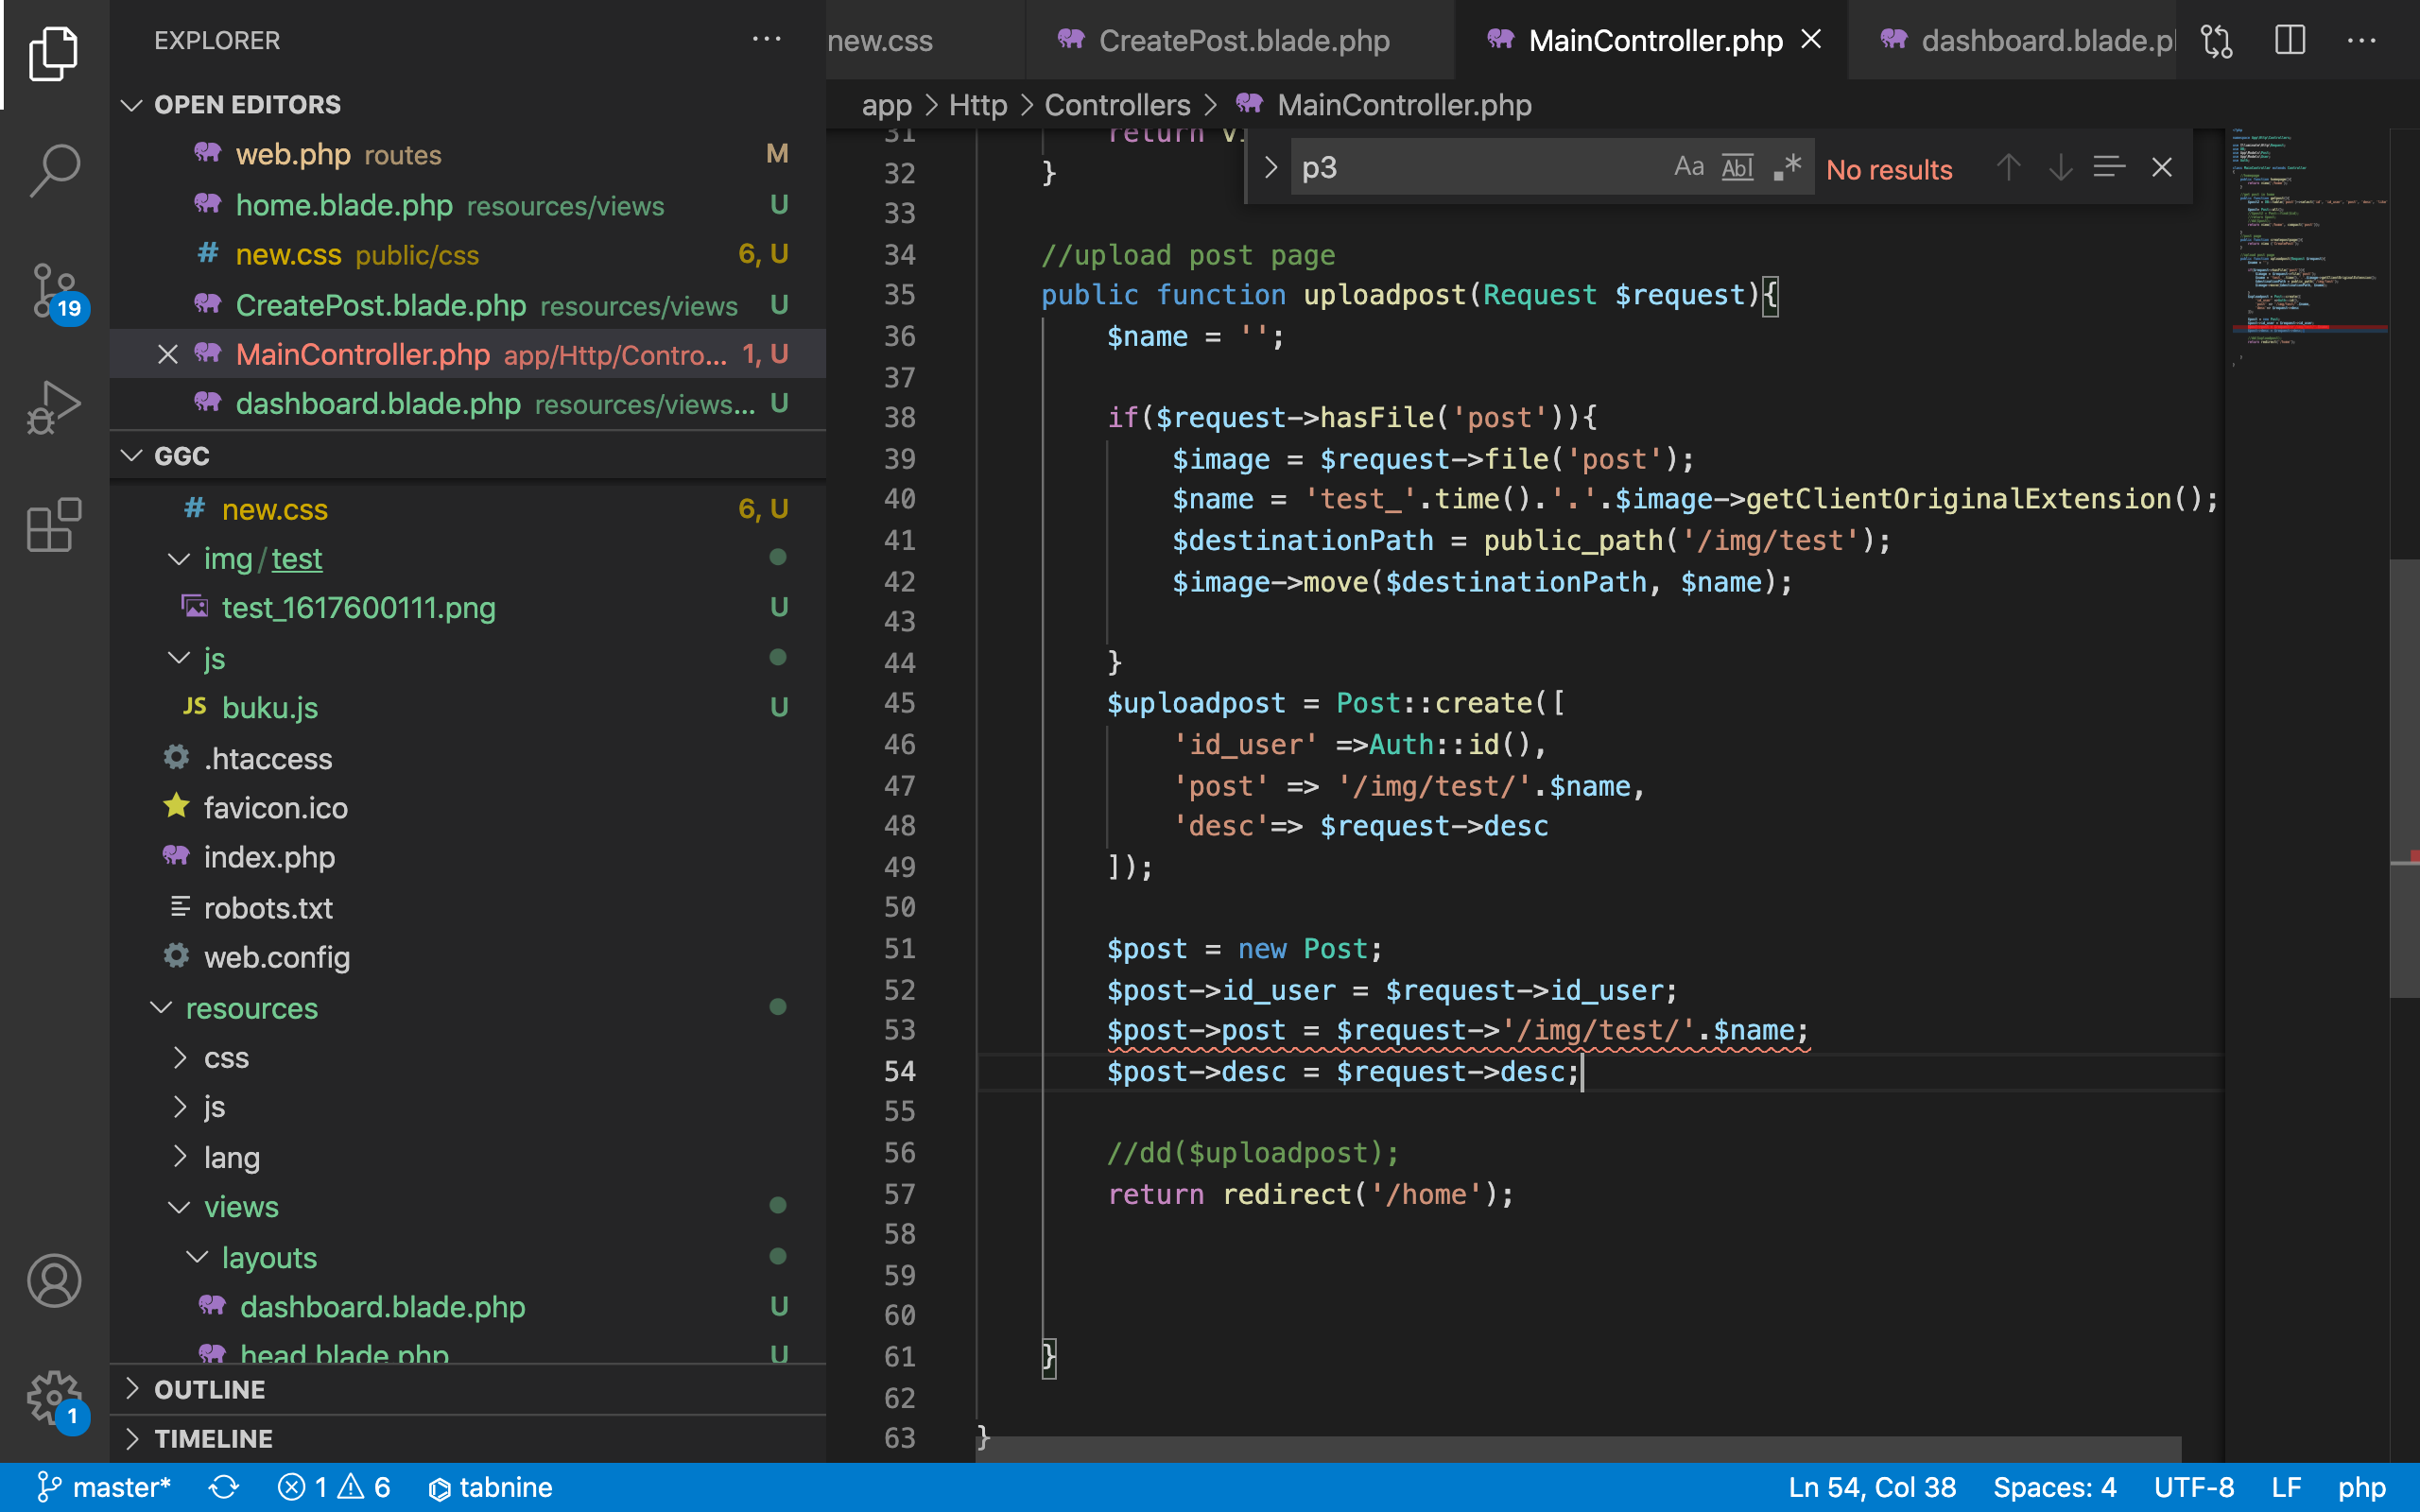 EXPLORER
OPEN EDITORS
web.php routes M
home.blade.php resources/views U
# new.css public/css 6, U
CreatePost.blade.php resources/views U
MainController.php app/Http/Contro... 1, U
dashboard.blade.php resources/views... U
GGC
# new.css 6, U
img/test
test_1617600111.png U
js
JS buku.js U
.htaccess
favicon.ico
index.php
robots.txt
web.config
resources
css
js
lang
views
layouts
dashboard.blade.php U
head.blade.php U
OUTLINE
TIMELINE
19
1
new.css
CreatePost.blade.php
MainController.php
dashboard.blade.p
app > Http > Controllers > MainController.php
p3
Aa Abl .*
No results
31 return vi
32 }
33
34 //upload post page
35 public function uploadpost(Request $request){
36 $name = '';
37
38 if($request->hasFile('post')){
39 $image = $request->file('post');
40 $name = 'test_'.time().'.'.$image->getClientOriginalExtension();
41 $destinationPath = public_path('/img/test');
42 $image->move($destinationPath, $name);
43
44 }
45 $uploadpost = Post::create([
46 'id_user' =>Auth::id(),
47 'post' => '/img/test/'.$name,
48 'desc'=> $request->desc
49 ]);
50
51 $post = new Post;
52 $post->id_user = $request->id_user;
53 $post->post = $request->'/img/test/'.$name;
54 $post->desc = $request->desc;
55
56 //dd($uploadpost);
57 return redirect('/home');
58
59
60
61 }
62
63 }
master* 1 6 tabnine
Ln 54, Col 38 Spaces: 4 UTF-8 LF php